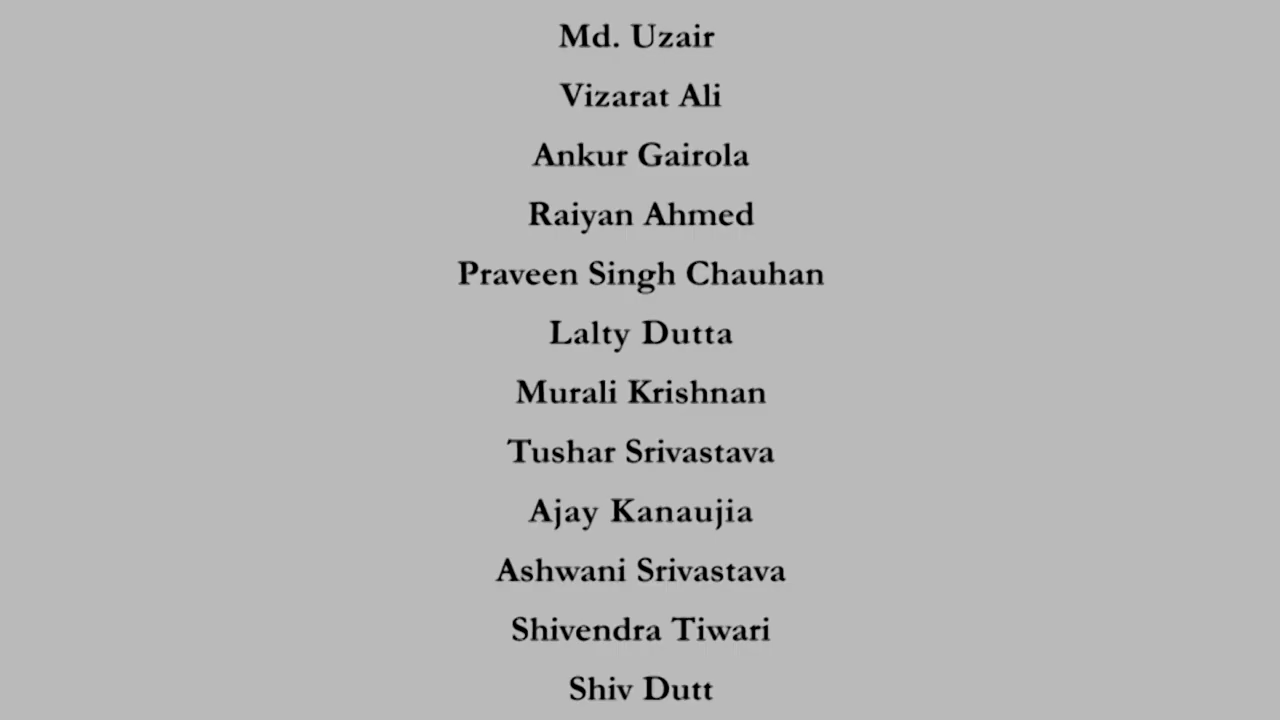 Md. Uzair
Vizarat Ali
Ankur Gairola
Raiyan Ahmed
Praveen Singh Chauhan
Lalty Dutta
Murali Krishnan
Tushar Srivastava
Ajay Kanaujia
Ashwani Srivastava
Shivendra Tiwari
Shiv Dutt